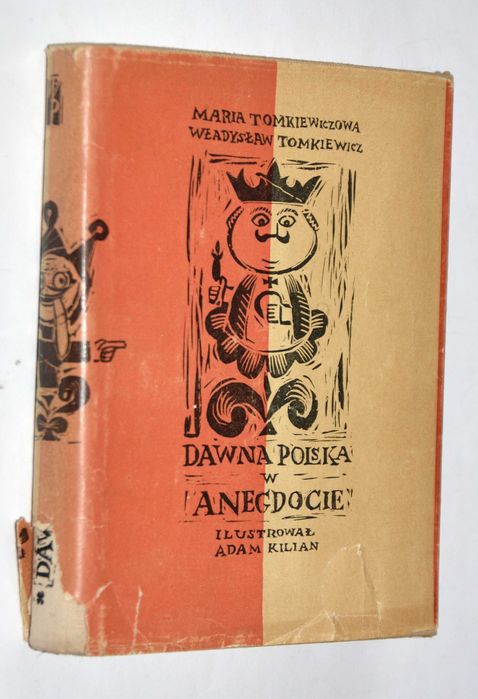 MARIA TOMKIEWICZOWA
WŁADYSŁAW TOMKIEWICZ
DAWNA POLSKA
W
ANEGDOCIE
ILUSTROWAŁ
ADAM KILIAN
* DAW